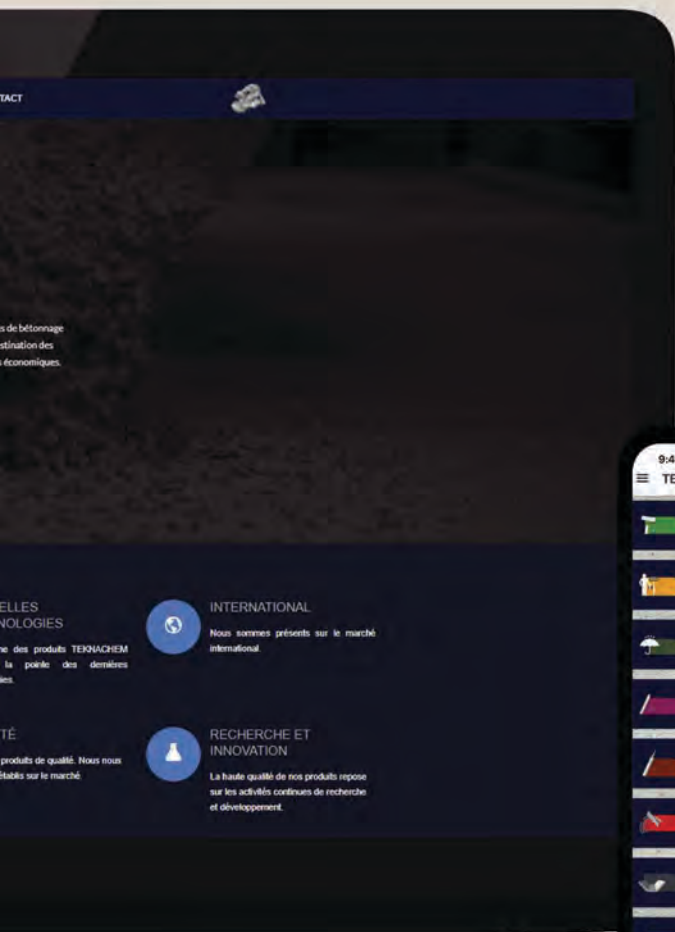 TACT
s de bétonnage
stination des
s économiques.
9:4
TE
ELLES
NOLOGIES
ne des produits TEKNACHEM
la pointe des dernières
ies.
INTERNATIONAL
Nous sommes présents sur le marché
international.
TÉ
produits de qualité. Nous nous
établis sur le marché.
RECHERCHE ET
INNOVATION
La haute qualité de nos produits repose
sur les activités continues de recherche
et développement.